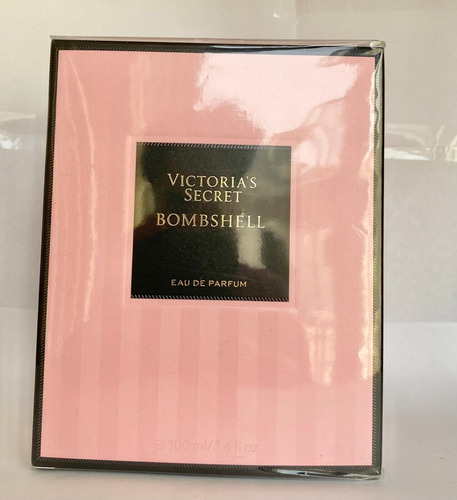 VICTORIA'S
SECRET
BOMBSHELL
EAU DE PARFUM
e 100 ml/3.4 fl oz